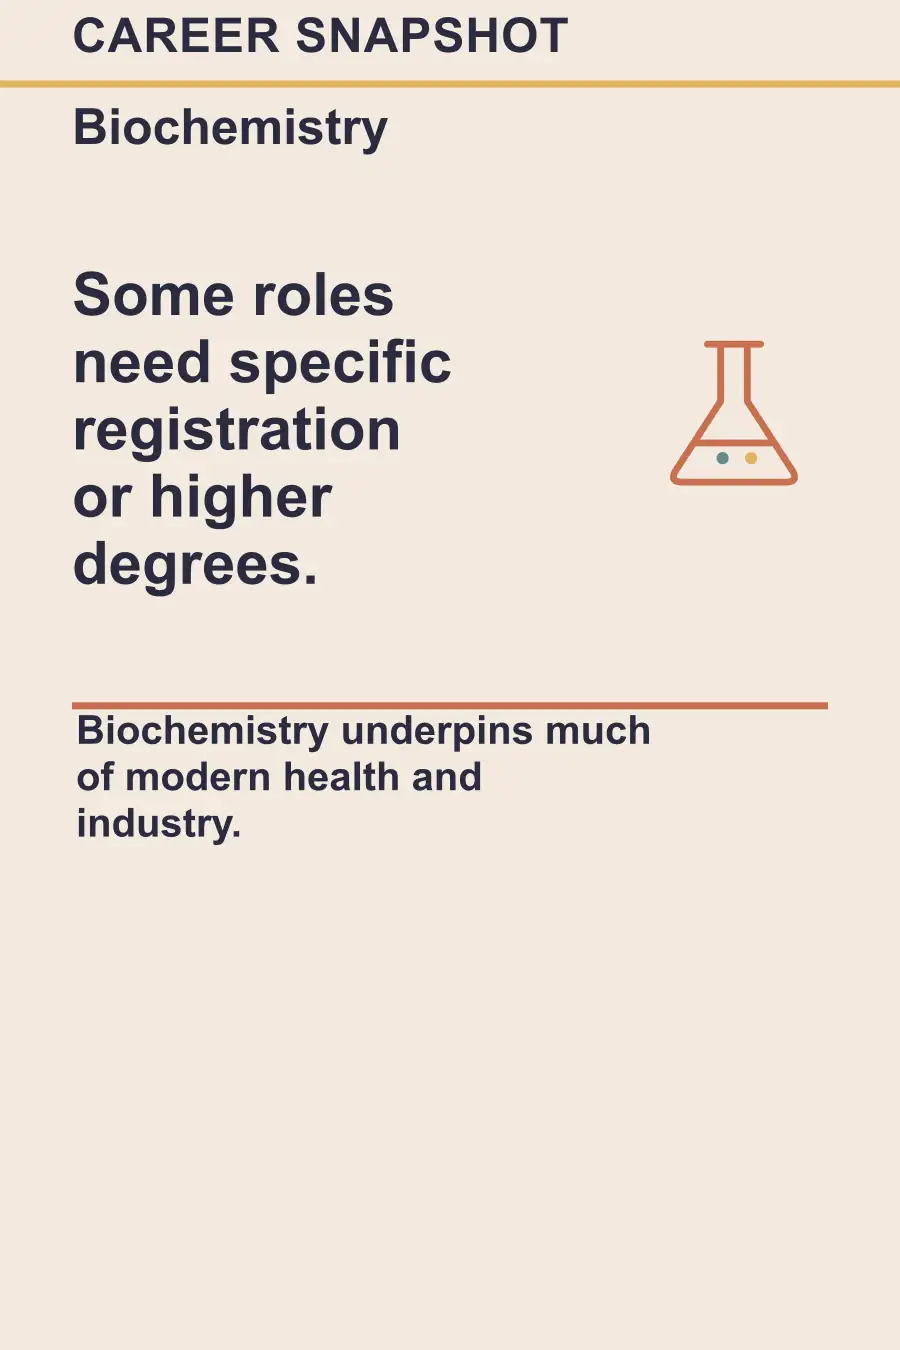 CAREER SNAPSHOT
Biochemistry
Some roles
need specific
registration
or higher
degrees.
Biochemistry underpins much
of modern health and
industry.